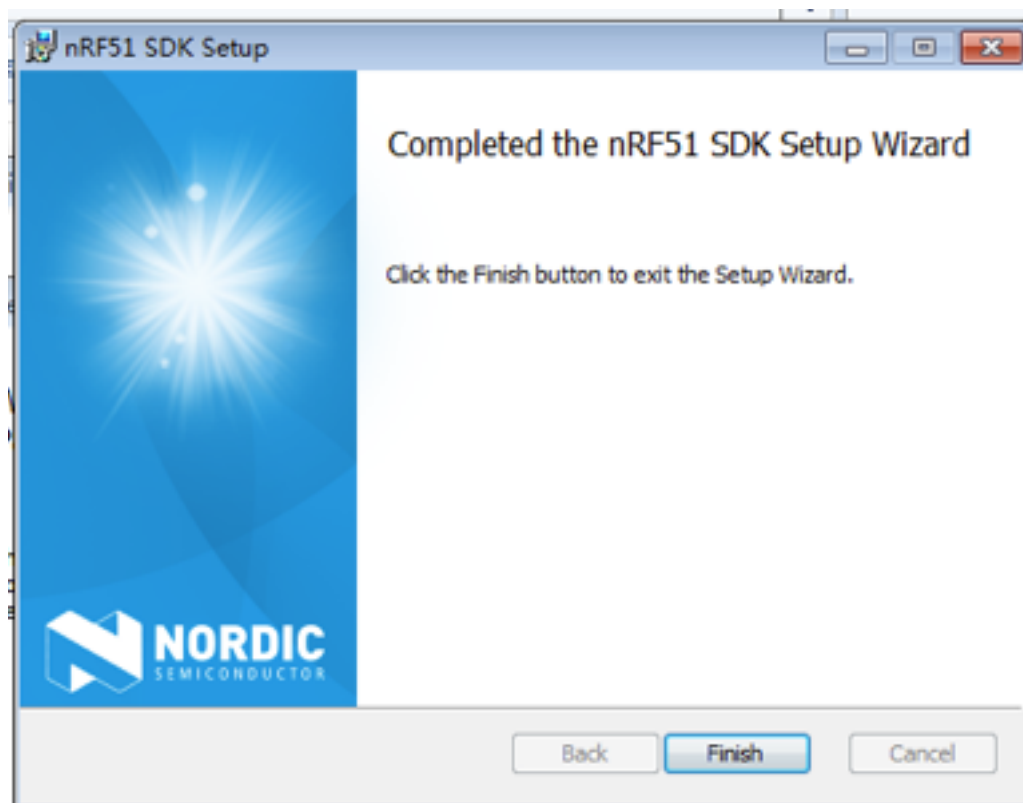 nRF51 SDK Setup
Completed the nRF51 SDK Setup Wizard
Click the Finish button to exit the Setup Wizard.
NORDIC
SEMICONDUCTOR
Back Finish Cancel